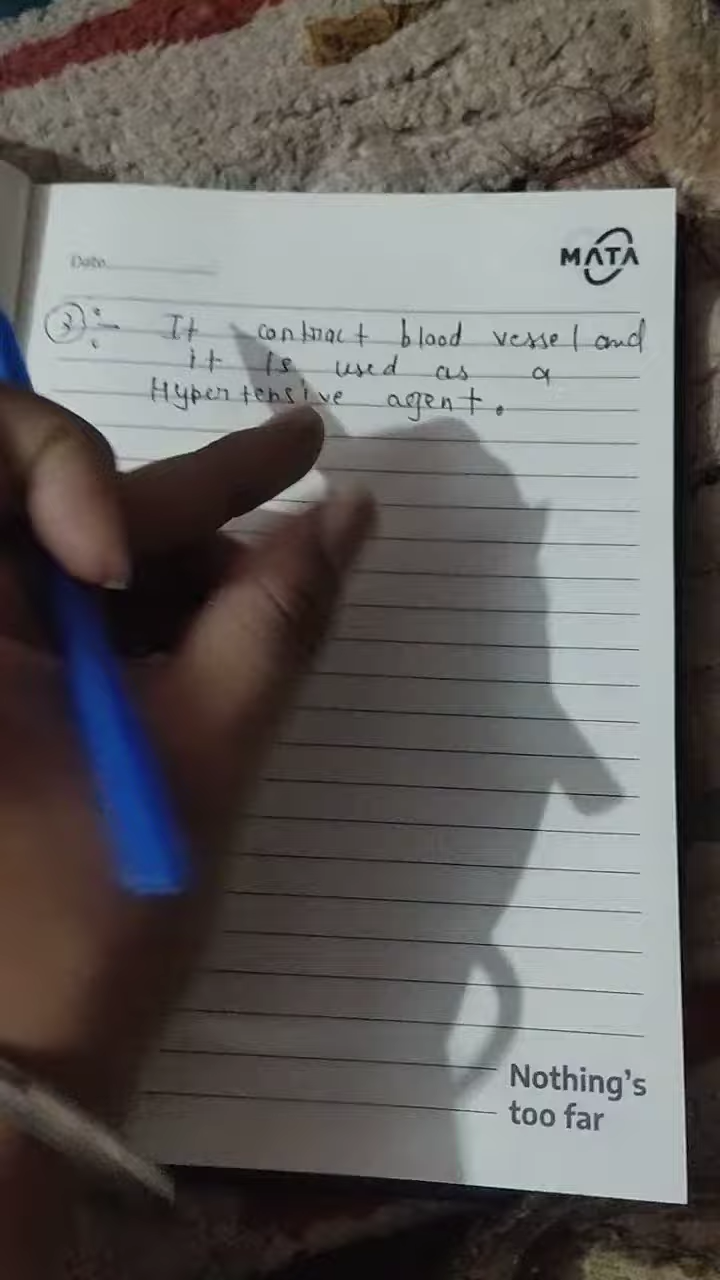 Date
MATA
3 :- It contract blood vessel and
it is used as a
Hypertensive agent.
Nothing's
too far